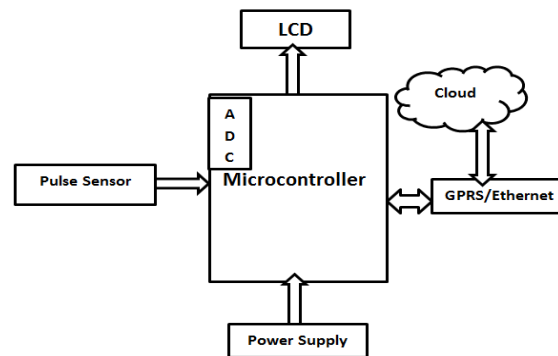 LCD
Cloud
A
D
C
Microcontroller
Pulse Sensor
GPRS/Ethernet
Power Supply